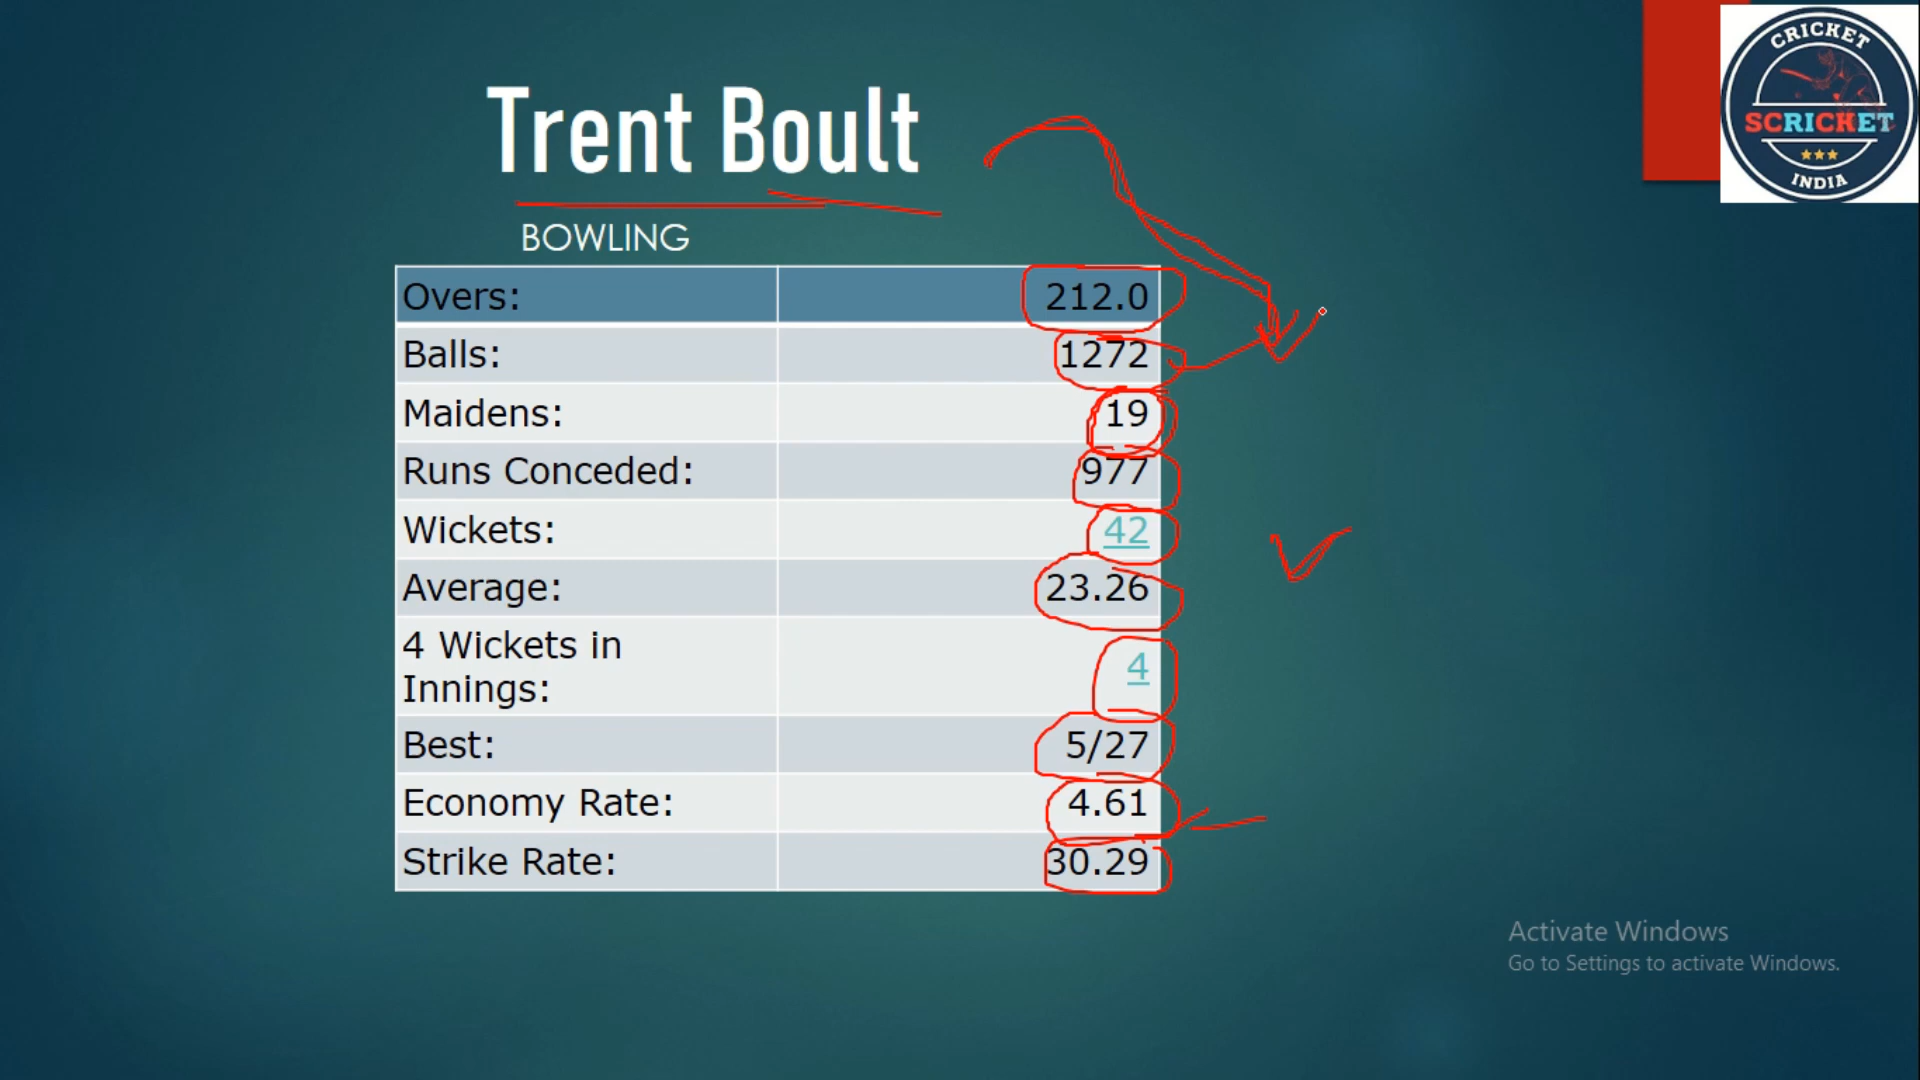 CRICKET
SCRICKET
INDIA
Trent Boult
BOWLING
Overs: 212.0
Balls: 1272
Maidens: 19
Runs Conceded: 977
Wickets: 42
Average: 23.26
4 Wickets in
Innings: 4
Best: 5/27
Economy Rate: 4.61
Strike Rate: 30.29
Activate Windows
Go to Settings to activate Windows.